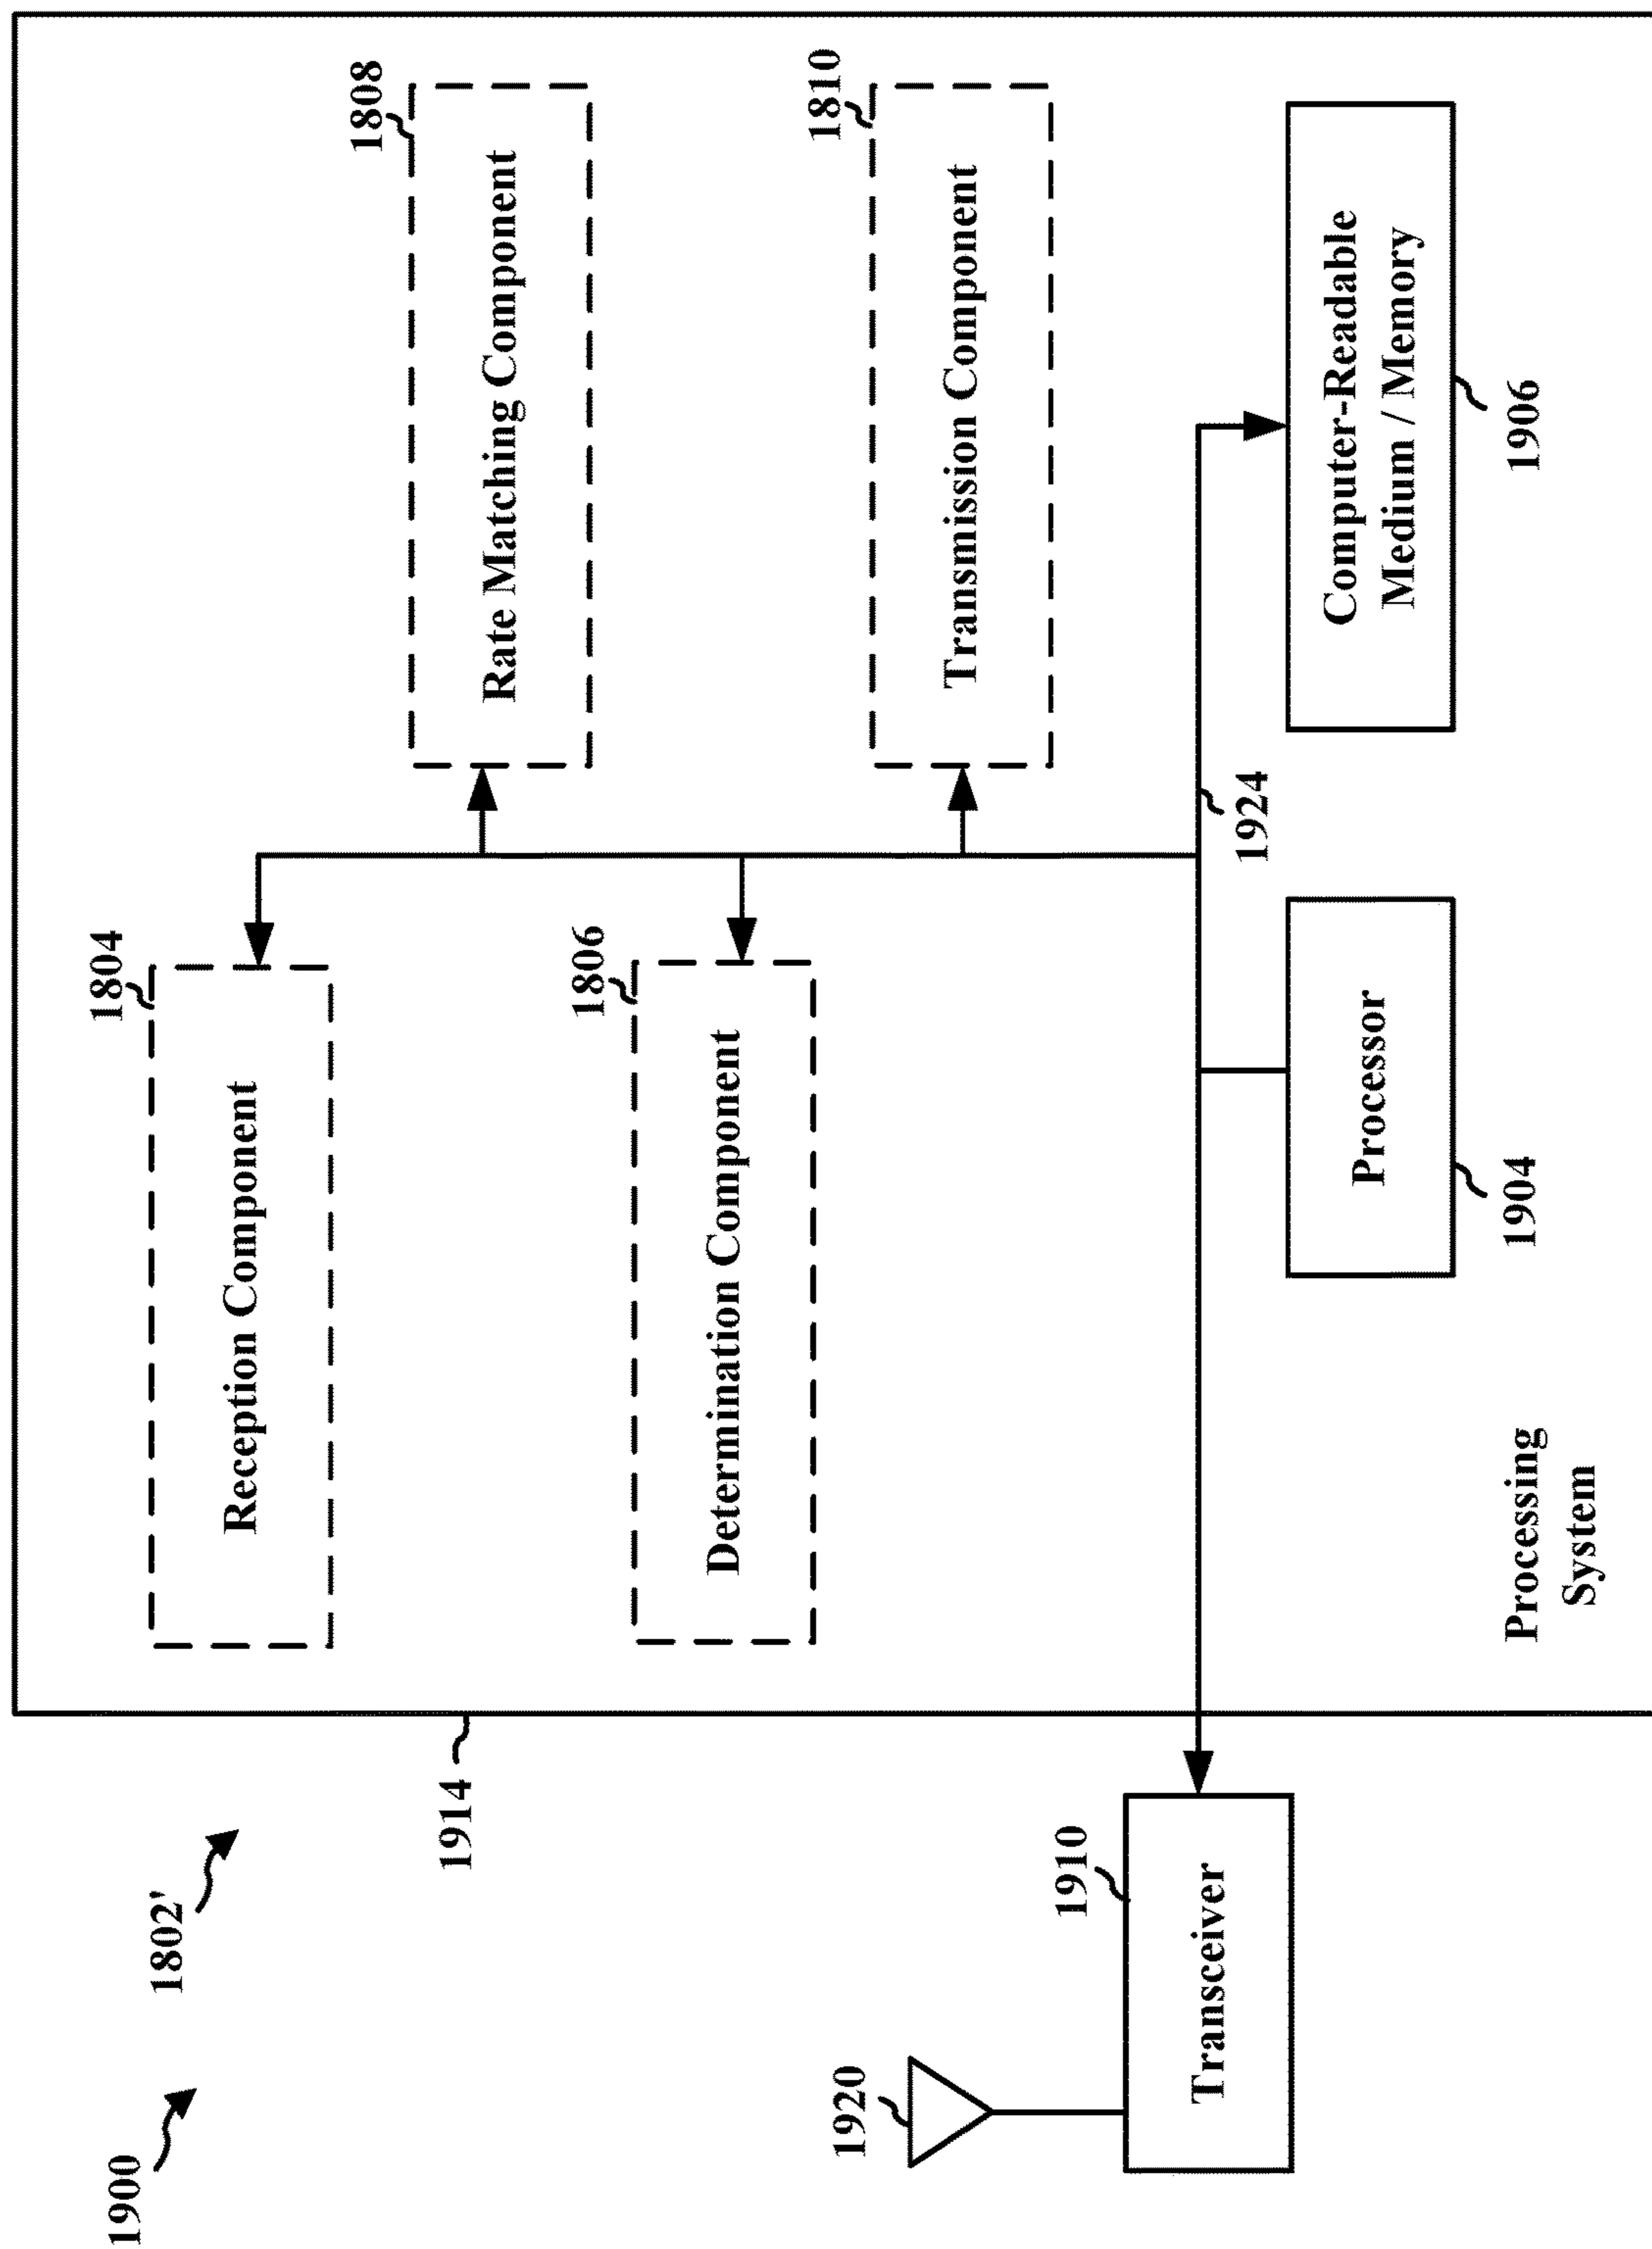 1900
1802'
1914
1804
Reception Component
1808
Rate Matching Component
1806
Determination Component
1810
Transmission Component
1920
1910
Transceiver
1924
Processor
1904
Computer-Readable
Medium / Memory
1906
Processing
System